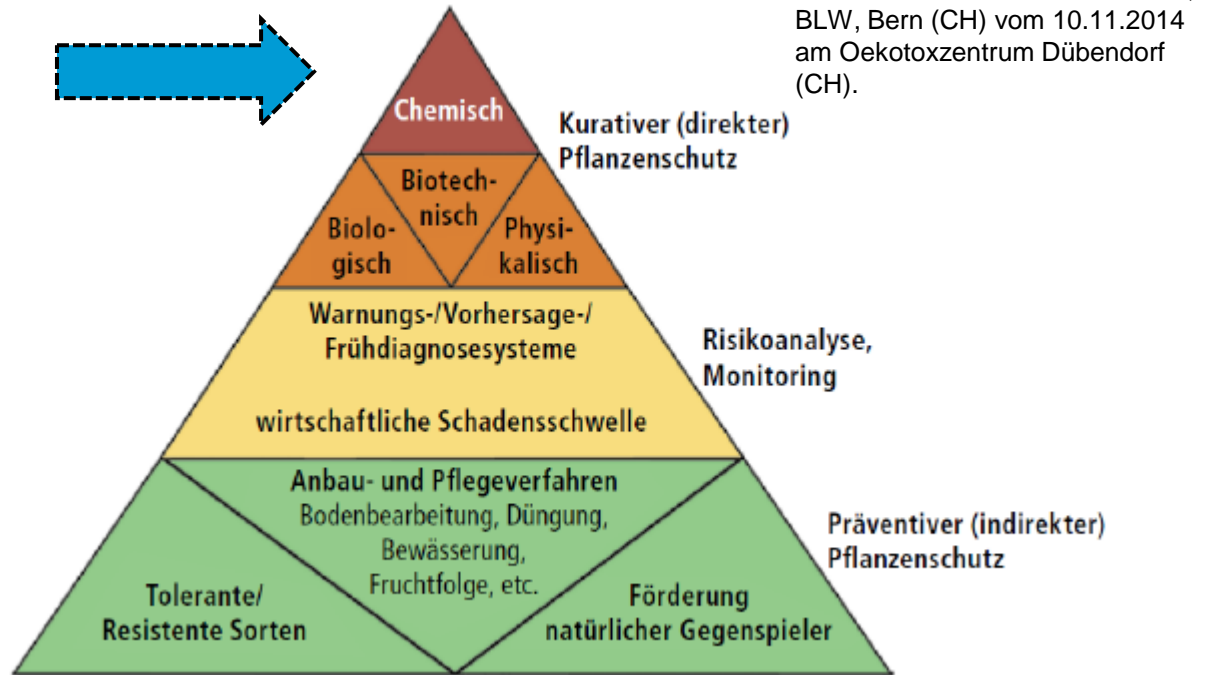 BLW, Bern (CH) vom 10.11.2014
am Oekotoxzentrum Dübendorf
(CH).
Chemisch
Kurativer (direkter)
Pflanzenschutz
Biotech-
nisch
Biolo-
gisch
Physi-
kalisch
Warnungs-/Vorhersage-/
Frühdiagnosesysteme
wirtschaftliche Schadensschwelle
Risikoanalyse,
Monitoring
Anbau- und Pflegeverfahren
Bodenbearbeitung, Düngung,
Bewässerung,
Fruchtfolge, etc.
Tolerante/
Resistente Sorten
Förderung
natürlicher Gegenspieler
Präventiver (indirekter)
Pflanzenschutz